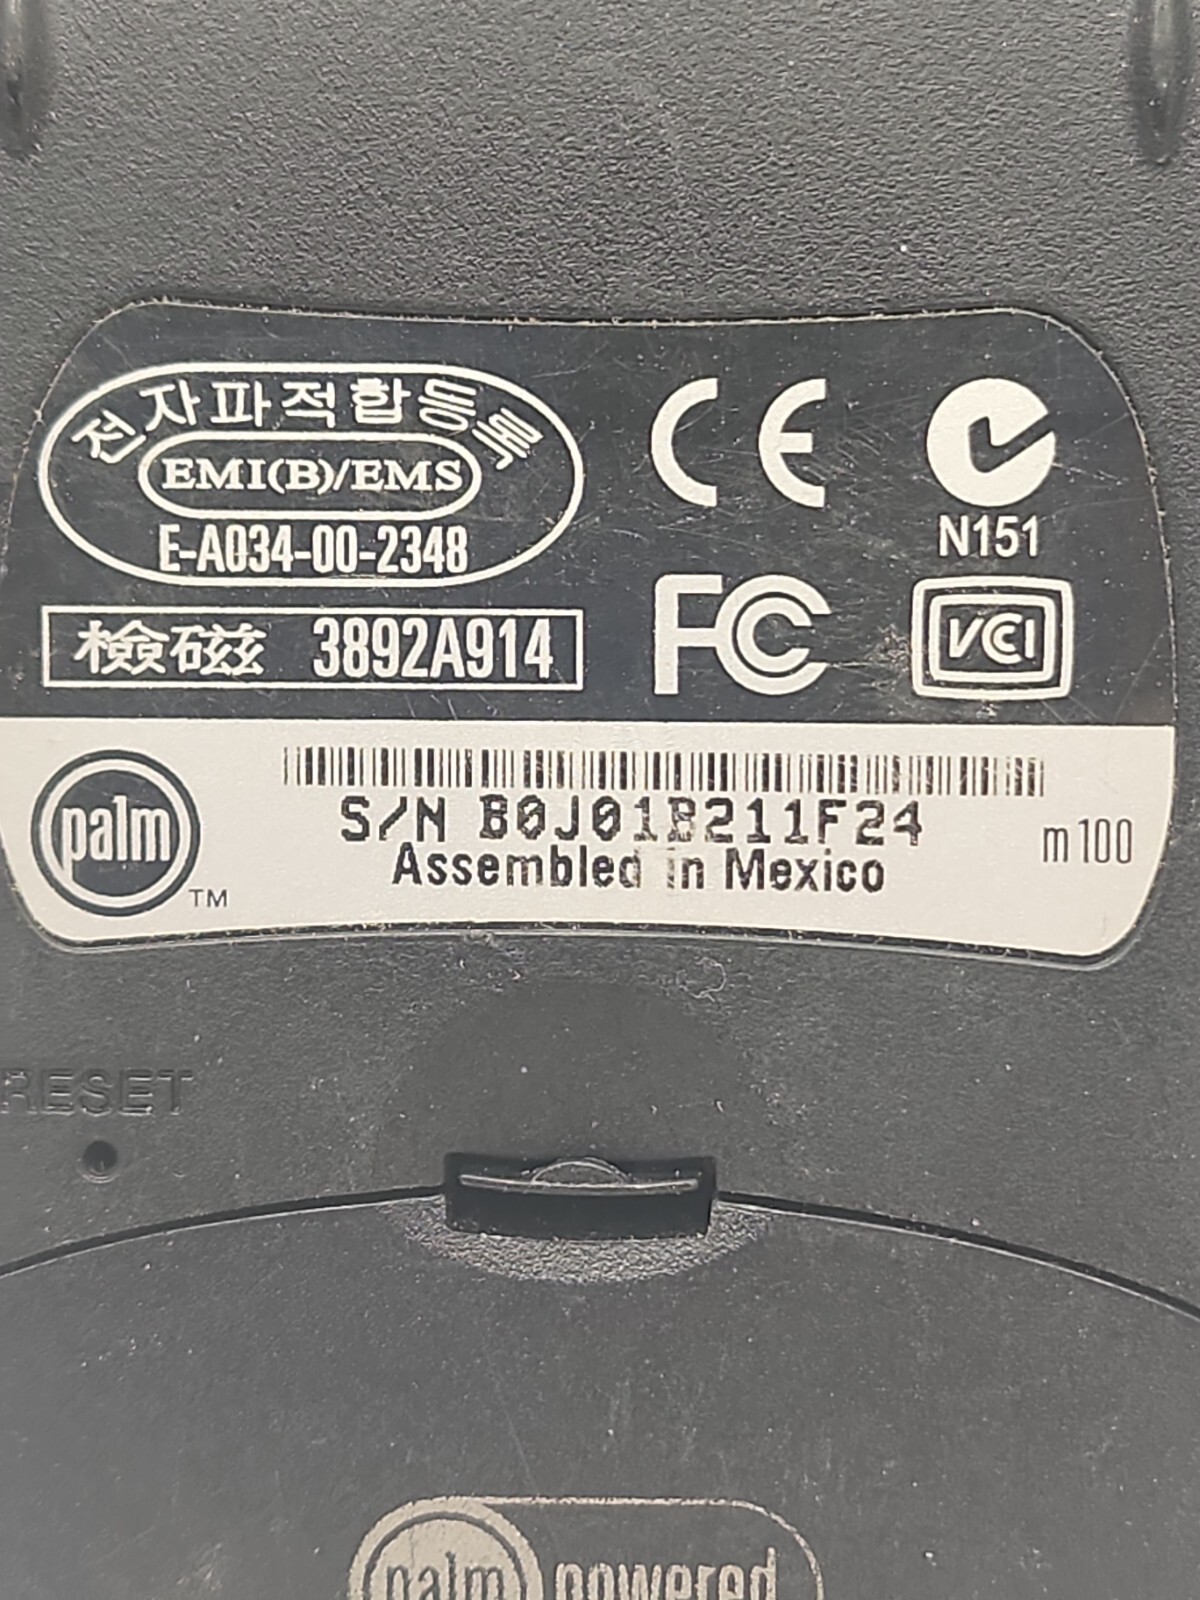 전자파적합등록
EMI(B)/EMS
E-A034-00-2348
檢磁 3892A914
CE
N151
FC
VCI
palm TM
S/N B0J01B211F24
Assembled in Mexico
m100
RESET
palm powered